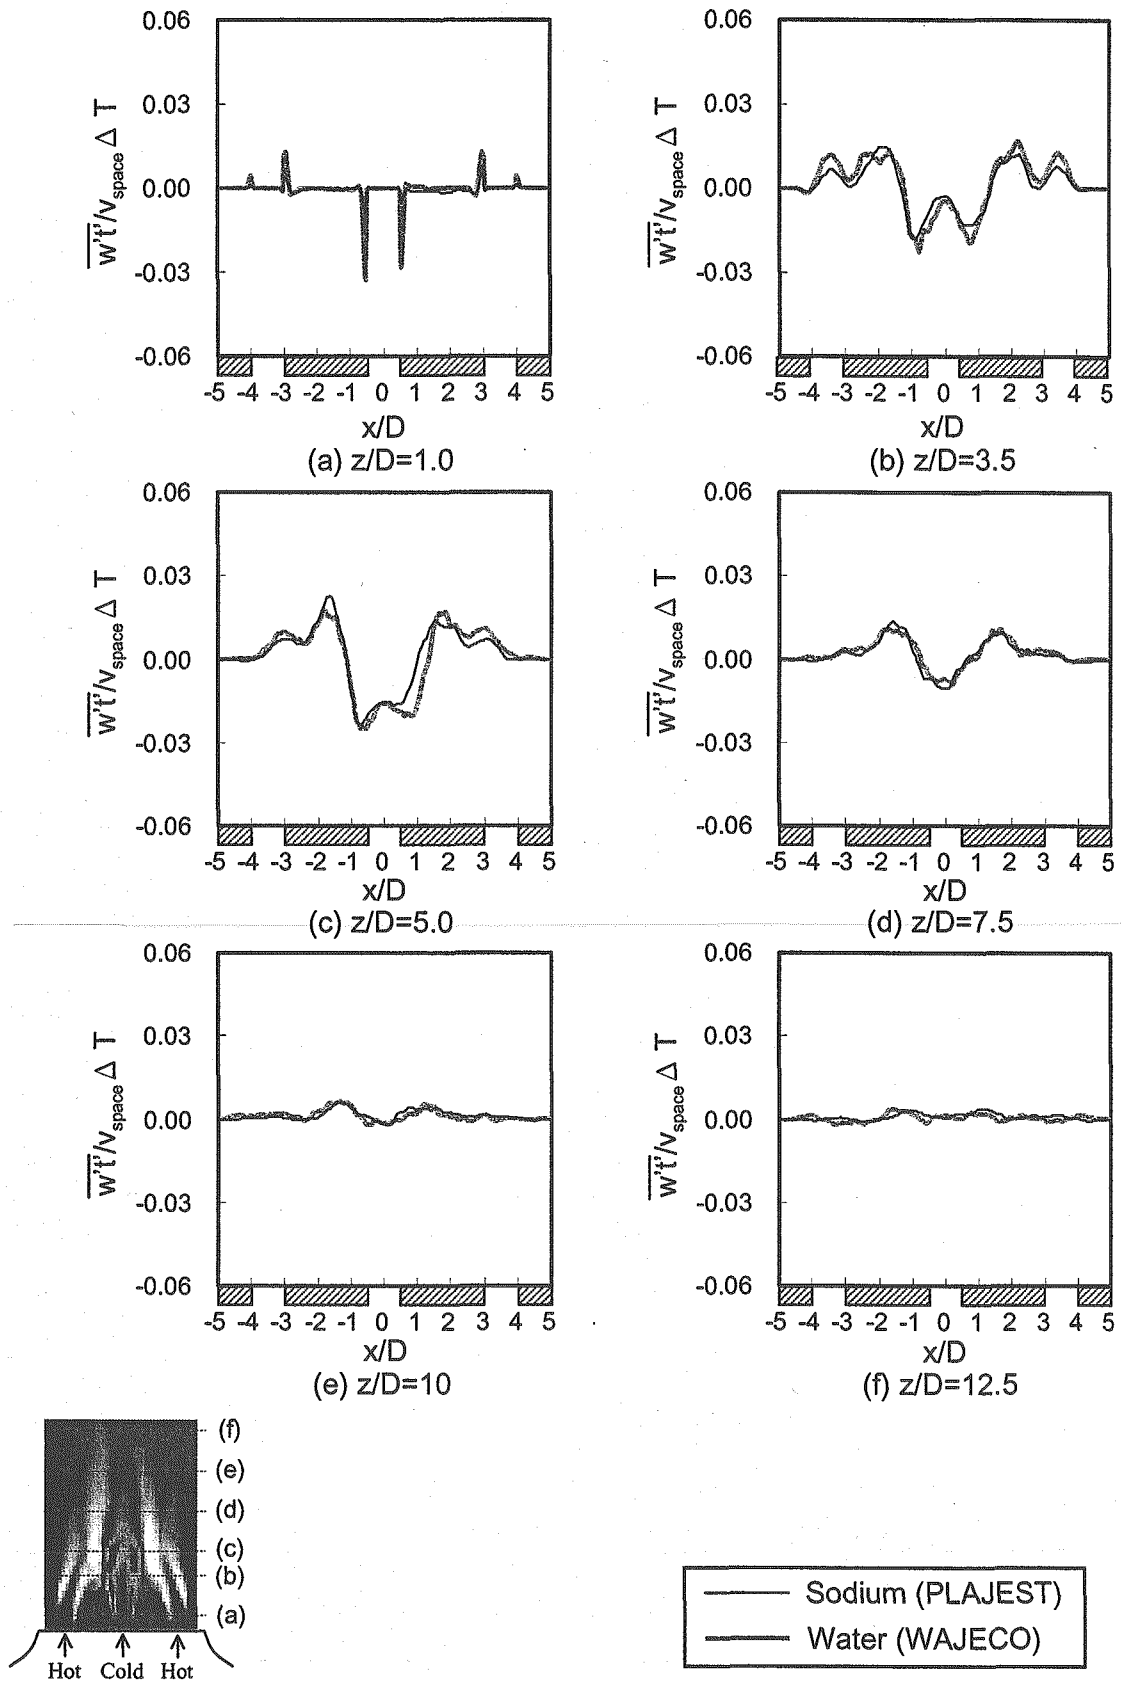 0.06 0.06
0.03 0.03
0.00 0.00
-0.03 -0.03
-0.06 -0.06
w't'/v_space Δ T w't'/v_space Δ T
-5 -4 -3 -2 -1 0 1 2 3 4 5 -5 -4 -3 -2 -1 0 1 2 3 4 5
x/D x/D
(a) z/D=1.0 (b) z/D=3.5
0.06 0.06
0.03 0.03
0.00 0.00
-0.03 -0.03
-0.06 -0.06
w't'/v_space Δ T w't'/v_space Δ T
-5 -4 -3 -2 -1 0 1 2 3 4 5 -5 -4 -3 -2 -1 0 1 2 3 4 5
x/D x/D
(c) z/D=5.0 (d) z/D=7.5
0.06 0.06
0.03 0.03
0.00 0.00
-0.03 -0.03
-0.06 -0.06
w't'/v_space Δ T w't'/v_space Δ T
-5 -4 -3 -2 -1 0 1 2 3 4 5 -5 -4 -3 -2 -1 0 1 2 3 4 5
x/D x/D
(e) z/D=10 (f) z/D=12.5
(f)
(e)
(d)
(c)
(b)
(a)
Hot Cold Hot
Sodium (PLAJEST)
Water (WAJECO)